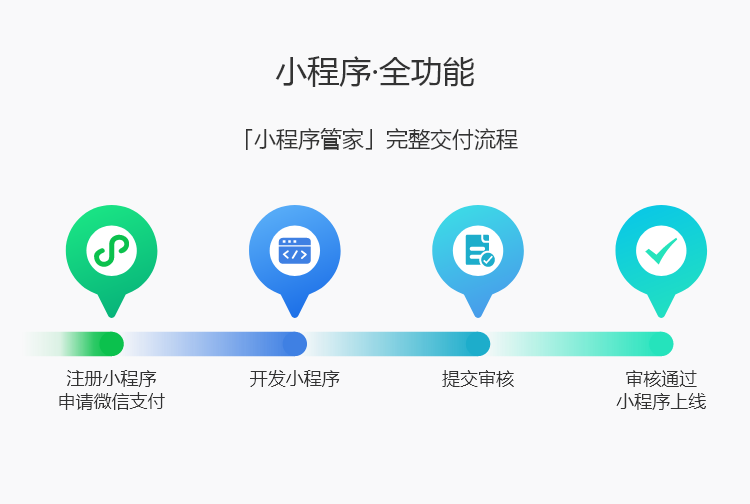 小程序·全功能
「小程序管家」完整交付流程
注册小程序
申请微信支付
开发小程序
提交审核
审核通过
小程序上线